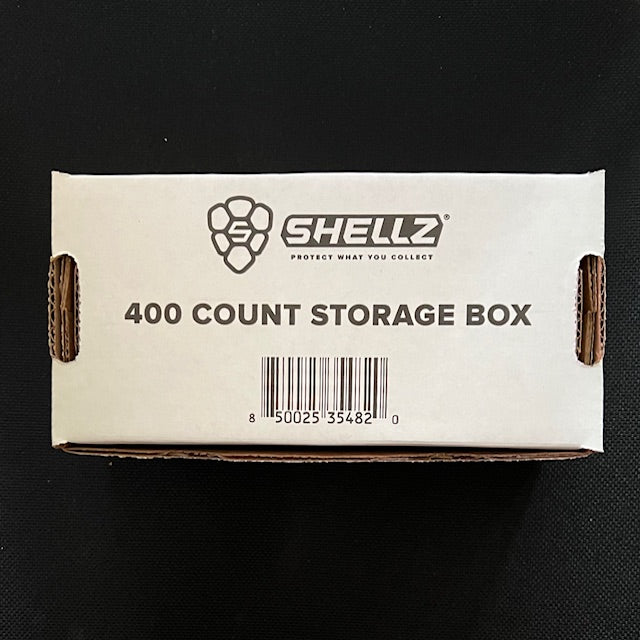 S
SHELLZ®
PROTECT WHAT YOU COLLECT
400 COUNT STORAGE BOX
8 50025 35482 0